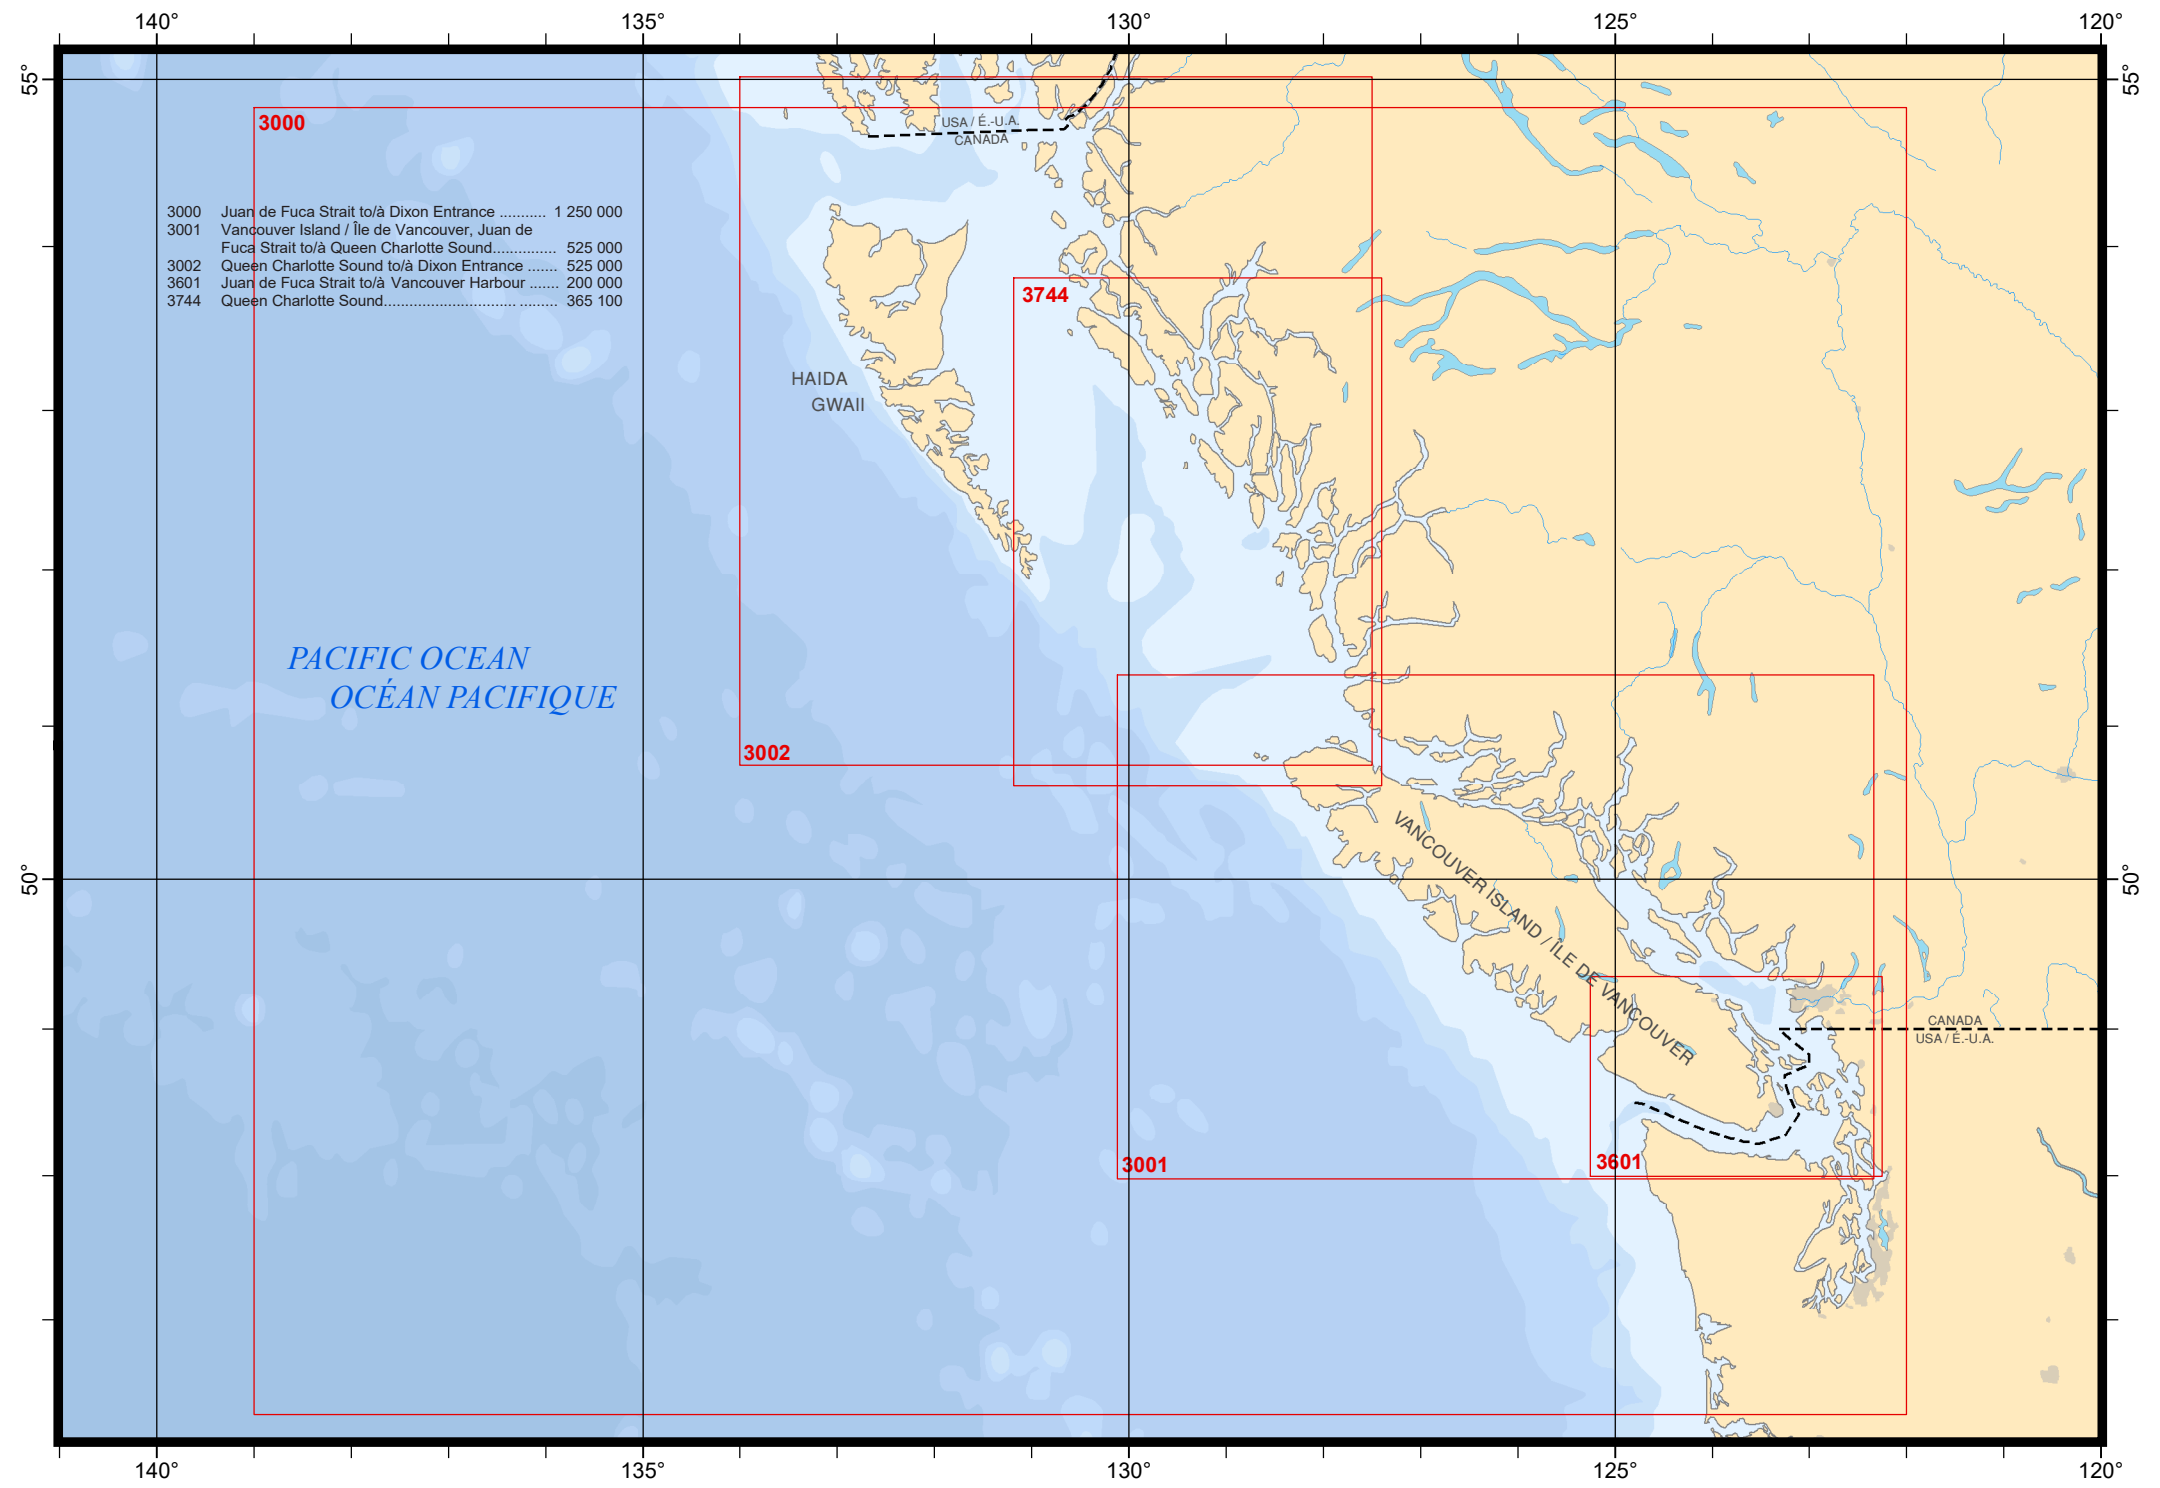 140° 135° 130° 125° 120°
55° 55°
3000
USA / É.-U.A.
CANADA
3000 Juan de Fuca Strait to/à Dixon Entrance ........... 1 250 000
3001 Vancouver Island / Île de Vancouver, Juan de
Fuca Strait to/à Queen Charlotte Sound............... 525 000
3002 Queen Charlotte Sound to/à Dixon Entrance ....... 525 000
3601 Juan de Fuca Strait to/à Vancouver Harbour ....... 200 000
3744 Queen Charlotte Sound.......................................... 365 100
3744
HAIDA
GWAII
PACIFIC OCEAN
OCÉAN PACIFIQUE
3002
VANCOUVER ISLAND / ÎLE DE VANCOUVER
50° 50°
CANADA
USA / É.-U.A.
3001
3601
140° 135° 130° 125° 120°